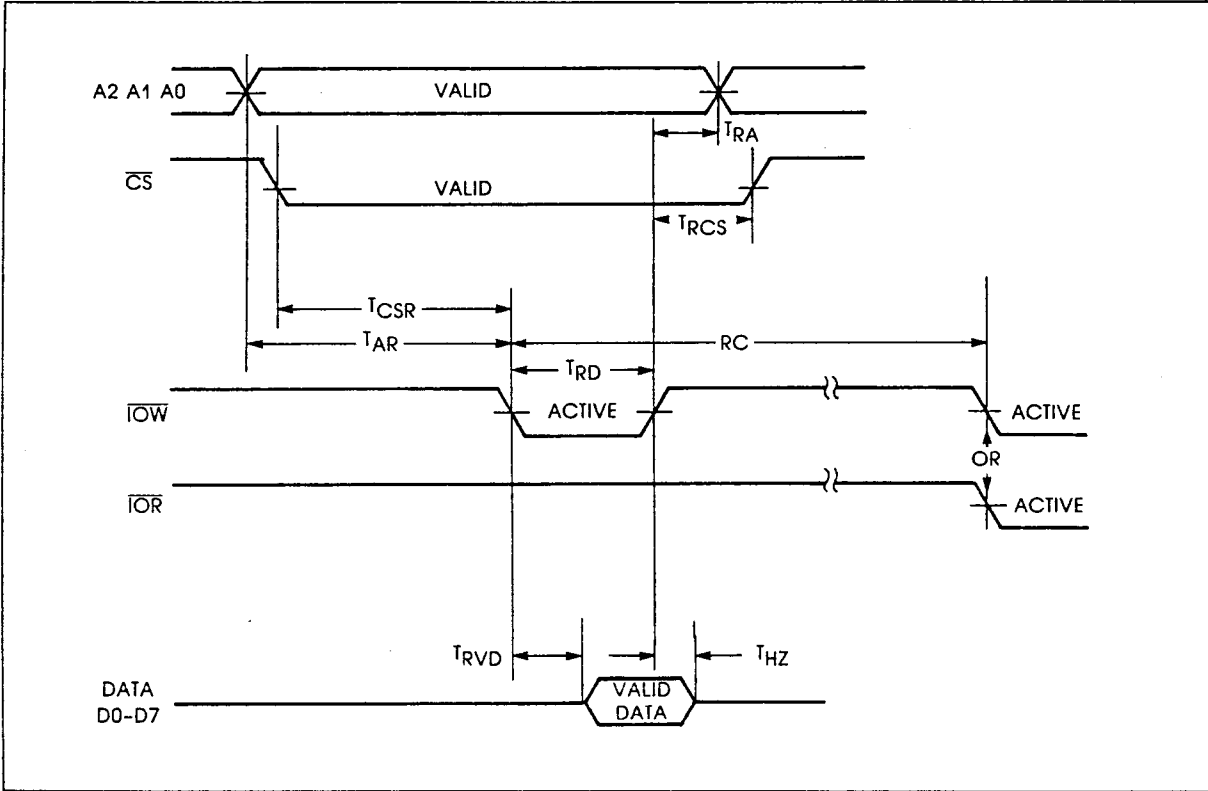 A2 A1 A0
VALID
TRA
CS
VALID
TRCS
TCSR
TAR
RC
TRD
IOW
ACTIVE
ACTIVE
OR
IOR
ACTIVE
TRVD
THZ
DATA
D0-D7
VALID
DATA